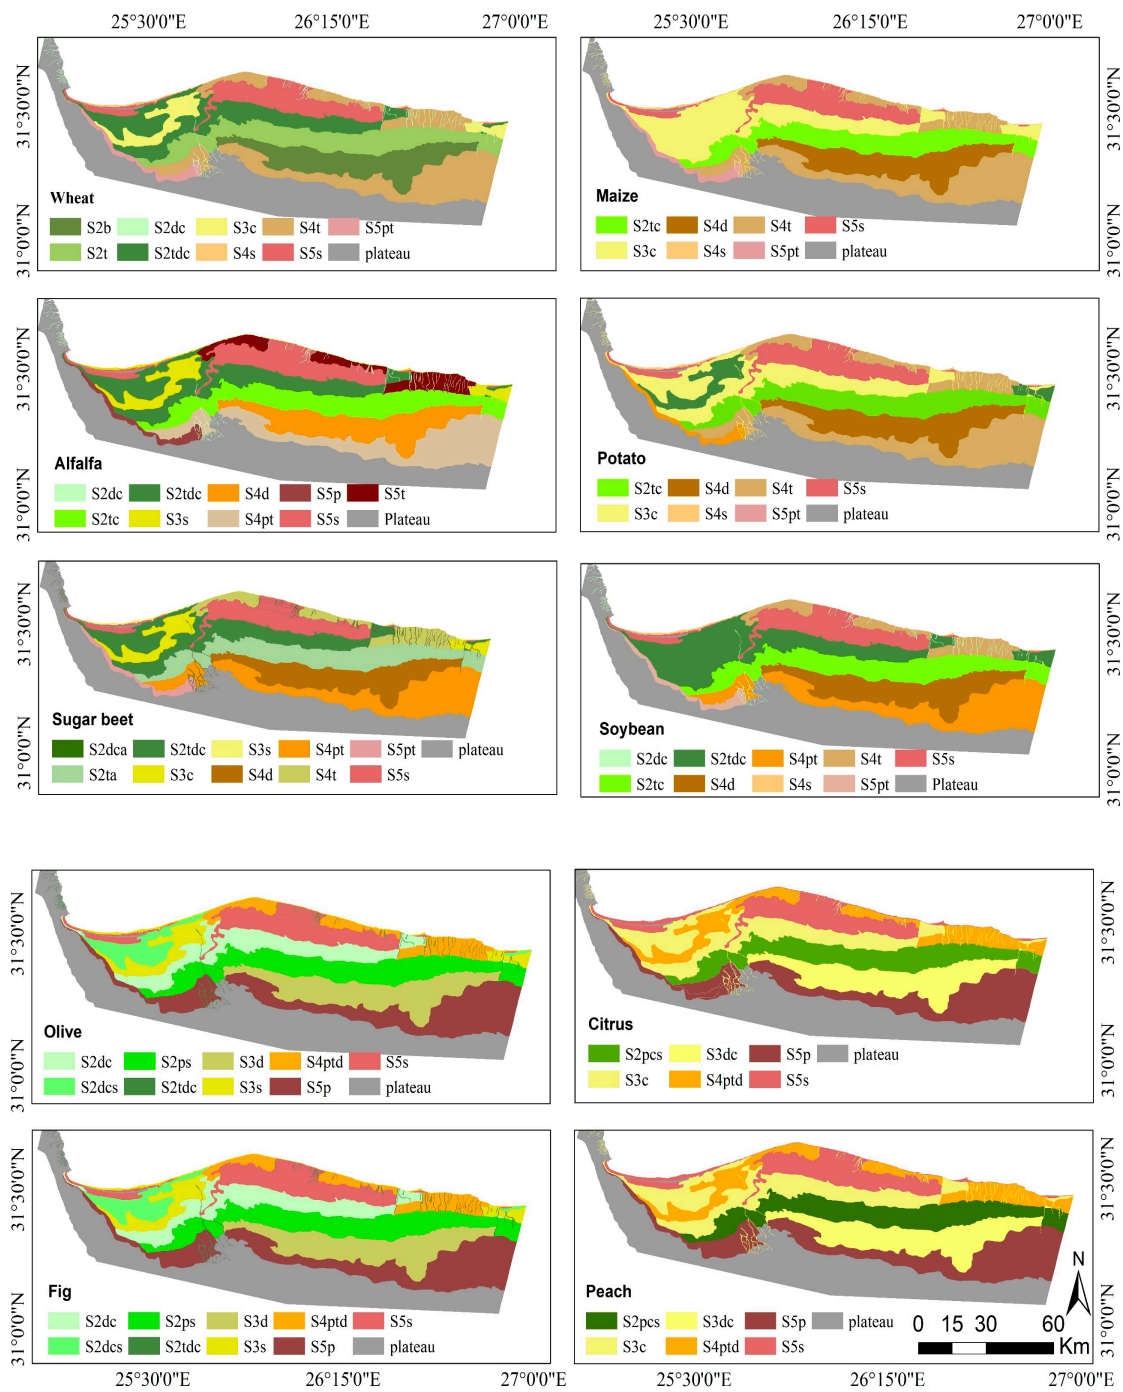 25°30'0"E 26°15'0"E 27°0'0"E 25°30'0"E 26°15'0"E 27°0'0"E
31°30'0"N
31°0'0"N
Wheat
S2b S2dc S3c S4t S5pt
S2t S2tdc S4s S5s plateau
Maize
S2tc S4d S4t S5s
S3c S4s S5pt plateau
31°30'0"N
31°0'0"N
31°30'0"N
31°0'0"N
Alfalfa
S2dc S2tdc S4d S5p S5t
S2tc S3s S4pt S5s Plateau
Potato
S2tc S4d S4t S5s
S3c S4s S5pt plateau
31°30'0"N
31°0'0"N
31°30'0"N
31°0'0"N
Sugar beet
S2dca S2tdc S3s S4pt S5pt plateau
S2ta S3c S4d S4t S5s
Soybean
S2dc S2tdc S4pt S4t S5s
S2tc S4d S4s S5pt Plateau
31°30'0"N
31°0'0"N
31°30'0"N
31°0'0"N
Olive
S2dc S2ps S3d S4ptd S5s
S2dcs S2tdc S3s S5p plateau
Citrus
S2pcs S3dc S5p plateau
S3c S4ptd S5s
31°30'0"N
31°0'0"N
31°30'0"N
31°0'0"N
Fig
S2dc S2ps S3d S4ptd S5s
S2dcs S2tdc S3s S5p plateau
Peach
S2pcs S3dc S5p plateau
S3c S4ptd S5s
N
0 15 30 60
Km
31°30'0"N
31°0'0"N
25°30'0"E 26°15'0"E 27°0'0"E 25°30'0"E 26°15'0"E 27°0'0"E